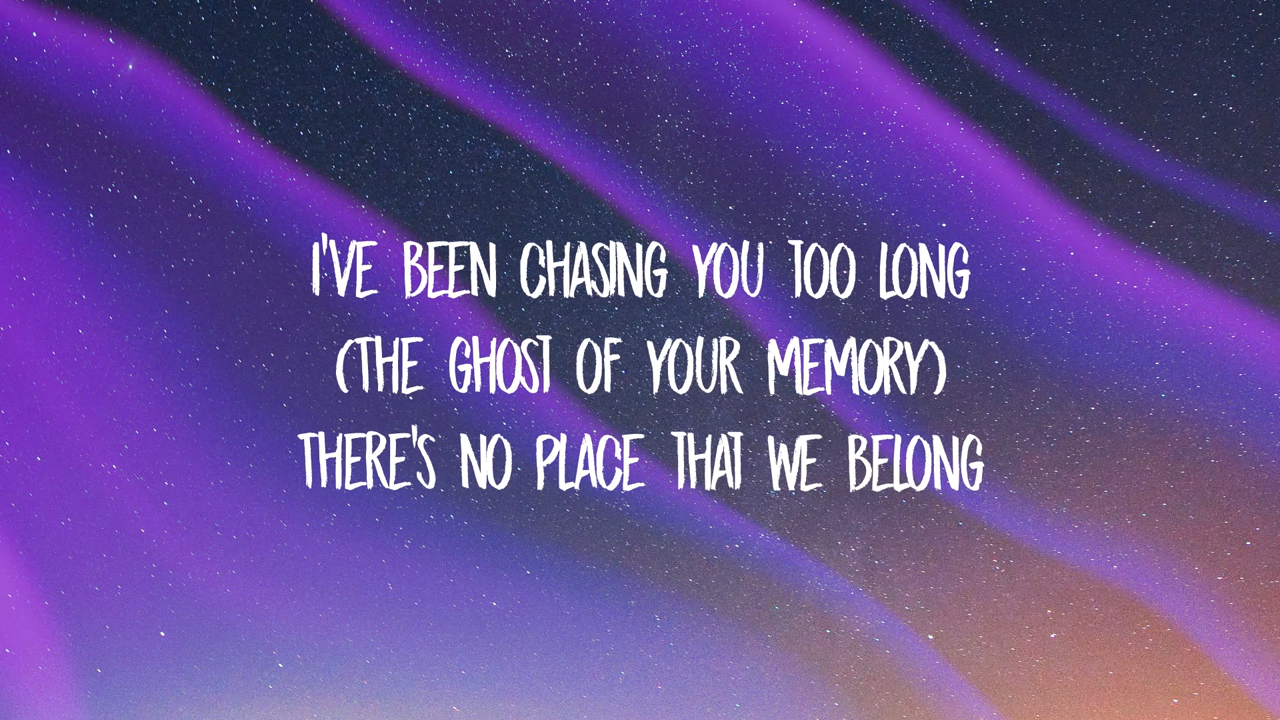 I'VE BEEN CHASING YOU TOO LONG
(THE GHOST OF YOUR MEMORY)
THERE'S NO PLACE THAT WE BELONG